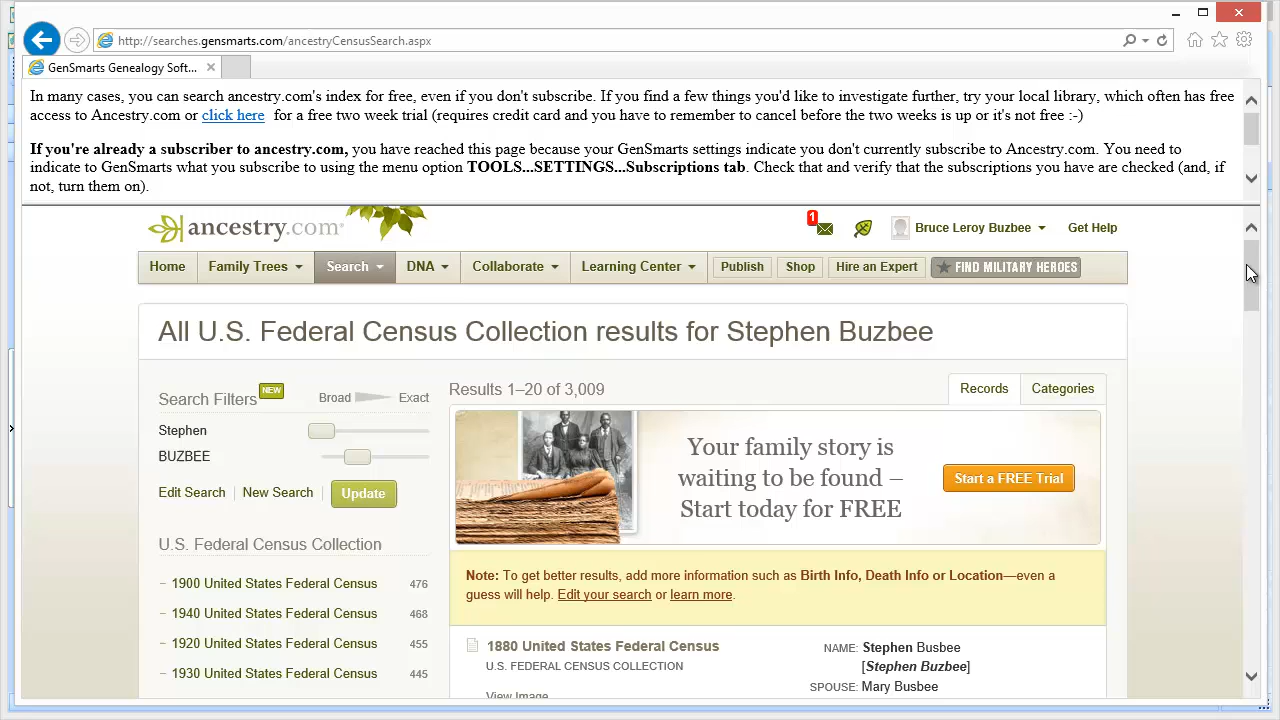 http://searches.gensmarts.com/ancestryCensusSearch.aspx
GenSmarts Genealogy Soft...
In many cases, you can search ancestry.com's index for free, even if you don't subscribe. If you find a few things you'd like to investigate further, try your local library, which often has free
access to Ancestry.com or click here for a free two week trial (requires credit card and you have to remember to cancel before the two weeks is up or it's not free :-)
If you're already a subscriber to ancestry.com, you have reached this page because your GenSmarts settings indicate you don't currently subscribe to Ancestry.com. You need to
indicate to GenSmarts what you subscribe to using the menu option TOOLS...SETTINGS...Subscriptions tab. Check that and verify that the subscriptions you have are checked (and, if
not, turn them on).
ancestry.com 1 Bruce Leroy Buzbee Get Help
Home Family Trees Search DNA Collaborate Learning Center Publish Shop Hire an Expert FIND MILITARY HEROES
All U.S. Federal Census Collection results for Stephen Buzbee
Search Filters NEW Broad Exact
Stephen
BUZBEE
Edit Search New Search Update
U.S. Federal Census Collection
1900 United States Federal Census 476
1940 United States Federal Census 468
1920 United States Federal Census 455
1930 United States Federal Census 445
Results 1–20 of 3,009 Records Categories
Your family story is
waiting to be found –
Start today for FREE
Start a FREE Trial
Note: To get better results, add more information such as Birth Info, Death Info or Location—even a
guess will help. Edit your search or learn more.
1880 United States Federal Census
U.S. FEDERAL CENSUS COLLECTION
View Image
NAME: Stephen Busbee
[Stephen Buzbee]
SPOUSE: Mary Busbee